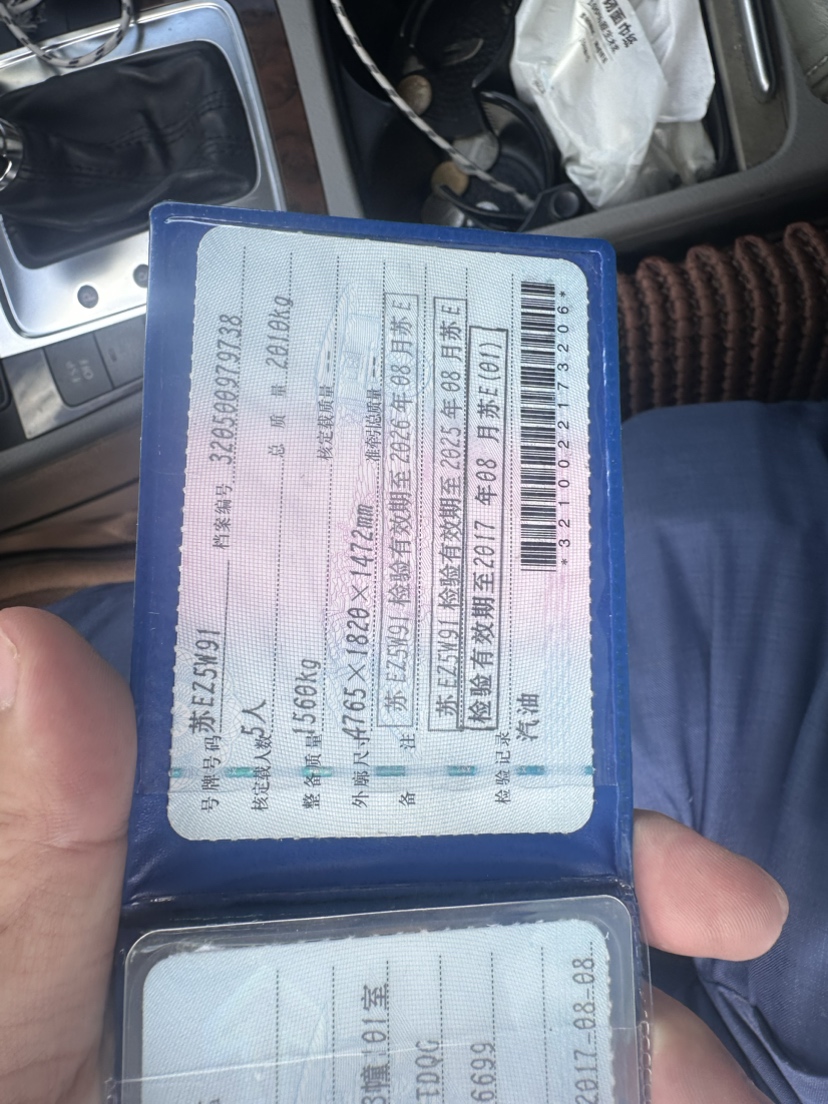 号牌号码 苏EZ5W91 档案编号 320500979738
核定载人数 5人 总质量 2010kg
整备质量 1560kg 核定载质量 --
外廓尺寸 4765×1820×1472mm 准牵引总质量 --
备注 苏EZ5W91 检验有效期至2026年08月苏E
苏EZ5W91 检验有效期至2025年08月苏E
检验有效期至2017年08月苏E(01)
检验记录
汽油
*3210022173206*
幢101室
TDQG
6699
2017-08-08
P
ESP
OFF